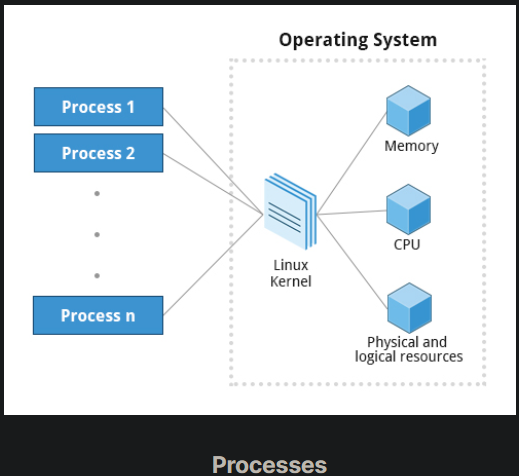 Operating System
Process 1
Process 2
Process n
Linux
Kernel
Memory
CPU
Physical and
logical resources
Processes